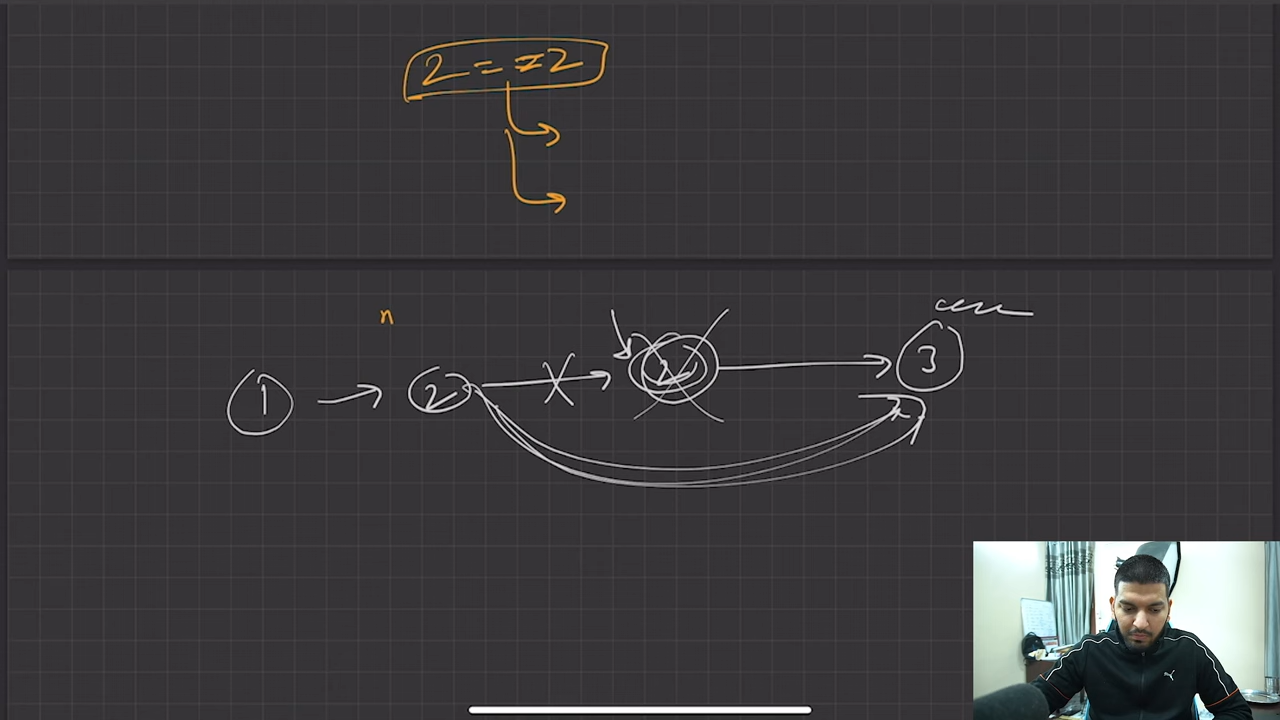 2 = = 2
n
1 2 2 3